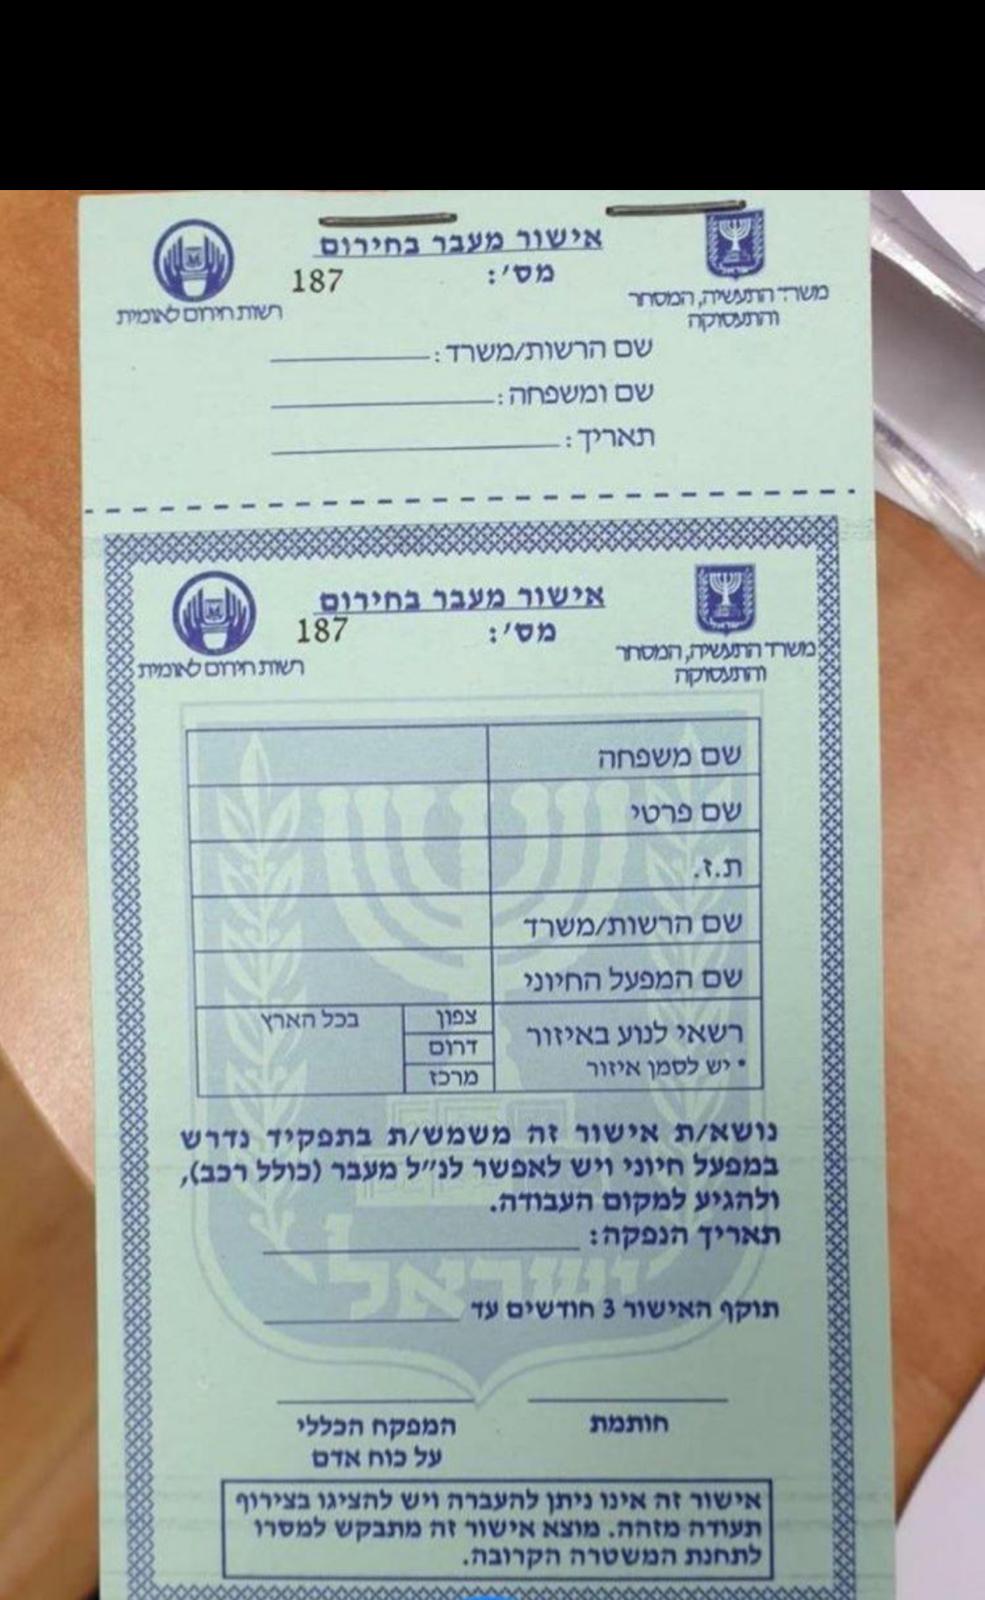 אישור מעבר בחירום
מס': 187
משרד התעשיה, המסחר
והתעסוקה
רשות חירום לאומית
שם הרשות/משרד:
שם ומשפחה:
תאריך:
אישור מעבר בחירום
מס': 187
משרד התעשיה, המסחר
והתעסוקה
רשות חירום לאומית
שם משפחה
שם פרטי
ת.ז.
שם הרשות/משרד
שם המפעל החיוני
רשאי לנוע באיזור
* יש לסמן איזור
צפון
דרום
מרכז
בכל הארץ
נושא/ת אישור זה משמש/ת בתפקיד נדרש
במפעל חיוני ויש לאפשר לנ"ל מעבר (כולל רכב),
ולהגיע למקום העבודה.
תאריך הנפקה:
תוקף האישור 3 חודשים עד
ישראל
חותמת
המפקח הכללי
על כוח אדם
אישור זה אינו ניתן להעברה ויש להציגו בצירוף
תעודה מזהה. מוצא אישור זה מתבקש למסרו
לתחנת המשטרה הקרובה.